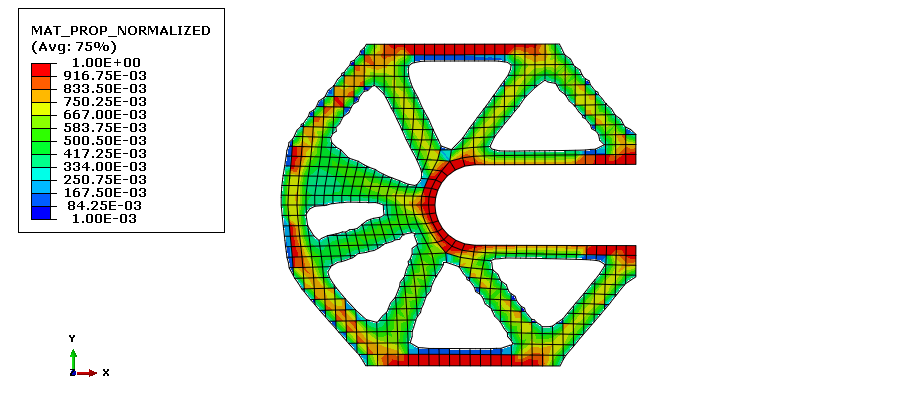 MAT_PROP_NORMALIZED
(Avg: 75%)
1.00E+00
916.75E-03
833.50E-03
750.25E-03
667.00E-03
583.75E-03
500.50E-03
417.25E-03
334.00E-03
250.75E-03
167.50E-03
84.25E-03
1.00E-03
Y
Z
X